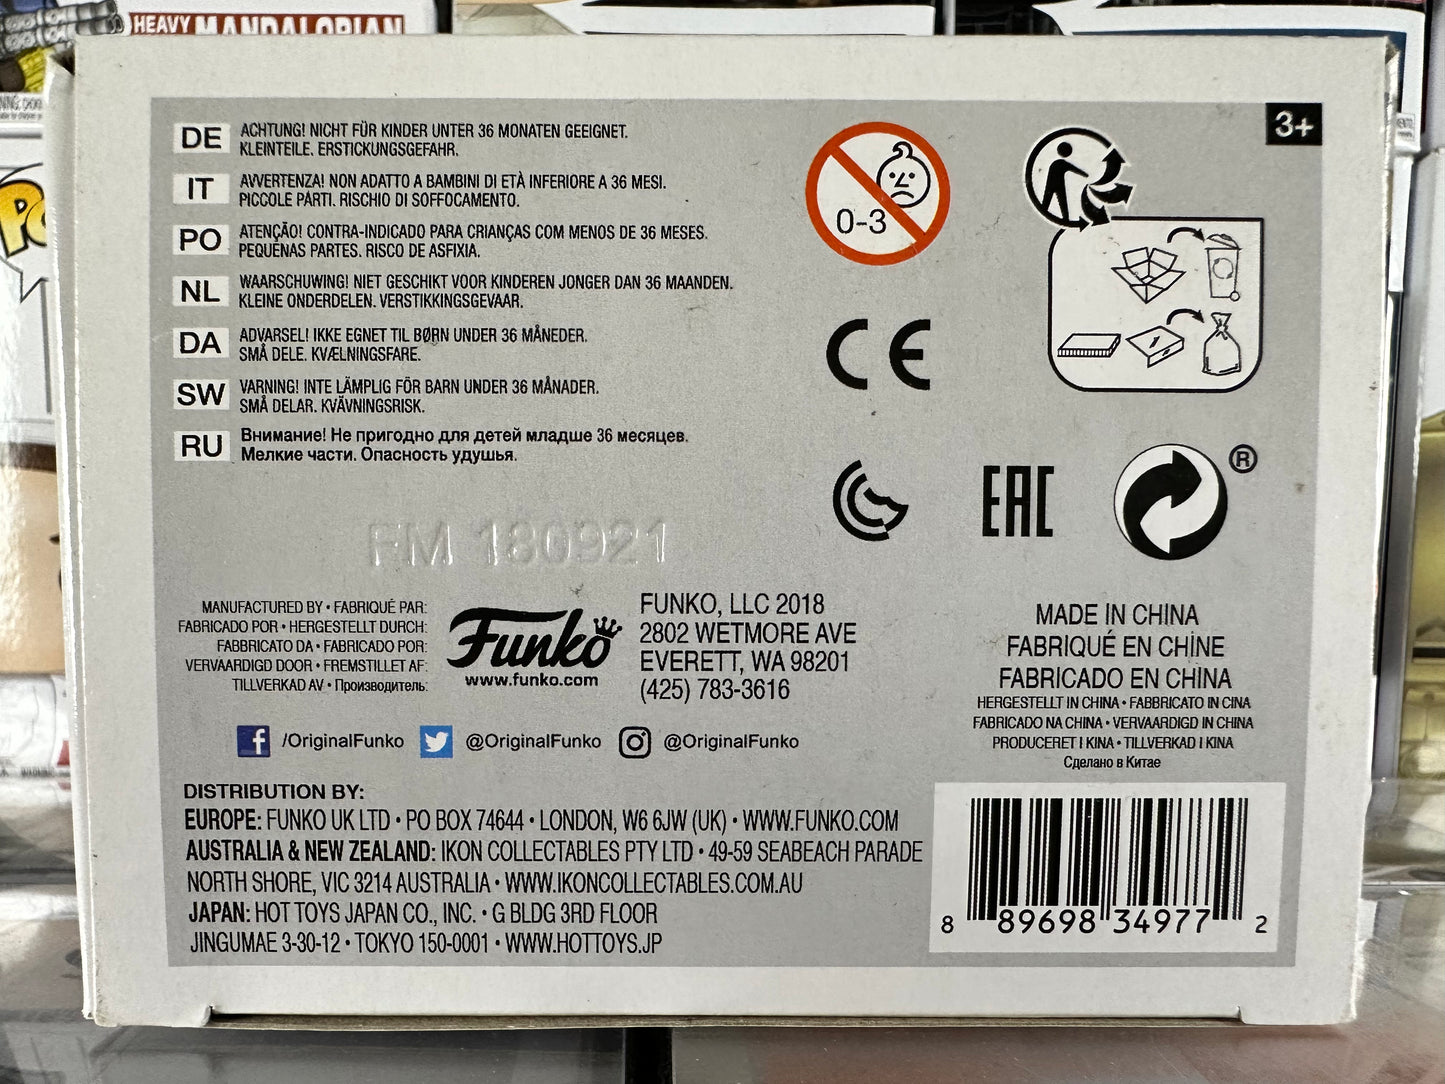 HEAVY MANDALORIAN
3+
DE ACHTUNG! NICHT FÜR KINDER UNTER 36 MONATEN GEEIGNET.
KLEINTEILE. ERSTICKUNGSGEFAHR.
IT AVVERTENZA! NON ADATTO A BAMBINI DI ETÀ INFERIORE A 36 MESI.
PICCOLE PARTI. RISCHIO DI SOFFOCAMENTO.
PO ATENÇÃO! CONTRA-INDICADO PARA CRIANÇAS COM MENOS DE 36 MESES.
PEQUENAS PARTES. RISCO DE ASFIXIA.
NL WAARSCHUWING! NIET GESCHIKT VOOR KINDEREN JONGER DAN 36 MAANDEN.
KLEINE ONDERDELEN. VERSTIKKINGSGEVAAR.
DA ADVARSEL! IKKE EGNET TIL BØRN UNDER 36 MÅNEDER.
SMÅ DELE. KVÆLNINGSFARE.
SW VARNING! INTE LÄMPLIG FÖR BARN UNDER 36 MÅNADER.
SMÅ DELAR. KVÄVNINGSRISK.
RU Внимание! Не пригодно для детей младше 36 месяцев.
Мелкие части. Опасность удушья.
0-3
CE
EAC
®
FM 180921
MANUFACTURED BY • FABRIQUÉ PAR:
FABRICADO POR • HERGESTELLT DURCH:
FABBRICATO DA • FABRICADO POR:
VERVAARDIGD DOOR • FREMSTILLET AF:
TILLVERKAD AV • Производитель:
Funko
www.funko.com
FUNKO, LLC 2018
2802 WETMORE AVE
EVERETT, WA 98201
(425) 783-3616
MADE IN CHINA
FABRIQUÉ EN CHINE
FABRICADO EN CHINA
HERGESTELLT IN CHINA • FABBRICATO IN CINA
FABRICADO NA CHINA • VERVAARDIGD IN CHINA
PRODUCERET I KINA • TILLVERKAD I KINA
Сделано в Китае
f /OriginalFunko @OriginalFunko @OriginalFunko
DISTRIBUTION BY:
EUROPE: FUNKO UK LTD • PO BOX 74644 • LONDON, W6 6JW (UK) • WWW.FUNKO.COM
AUSTRALIA & NEW ZEALAND: IKON COLLECTABLES PTY LTD • 49-59 SEABEACH PARADE
NORTH SHORE, VIC 3214 AUSTRALIA • WWW.IKONCOLLECTABLES.COM.AU
JAPAN: HOT TOYS JAPAN CO., INC. • G BLDG 3RD FLOOR
JINGUMAE 3-30-12 • TOKYO 150-0001 • WWW.HOTTOYS.JP
8 89698 34977 2